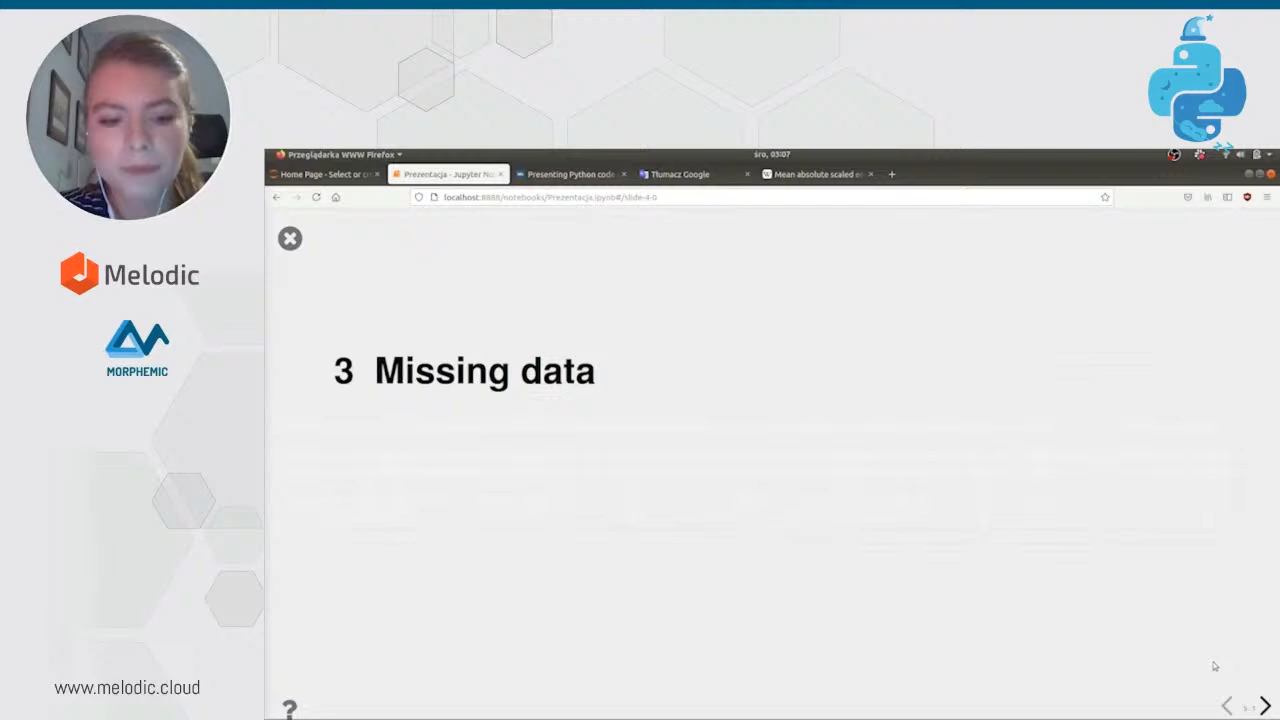 Przeglądarka WWW Firefox
śro, 03:07
Home Page - Select or cr
Prezentacja - Jupyter No
Presenting Python code
Tłumacz Google
Mean absolute scaled e
localhost:8888/notebooks/Prezentacja.ipynb#/slide-4-0
Melodic
MORPHEMIC
3 Missing data
www.melodic.cloud
?